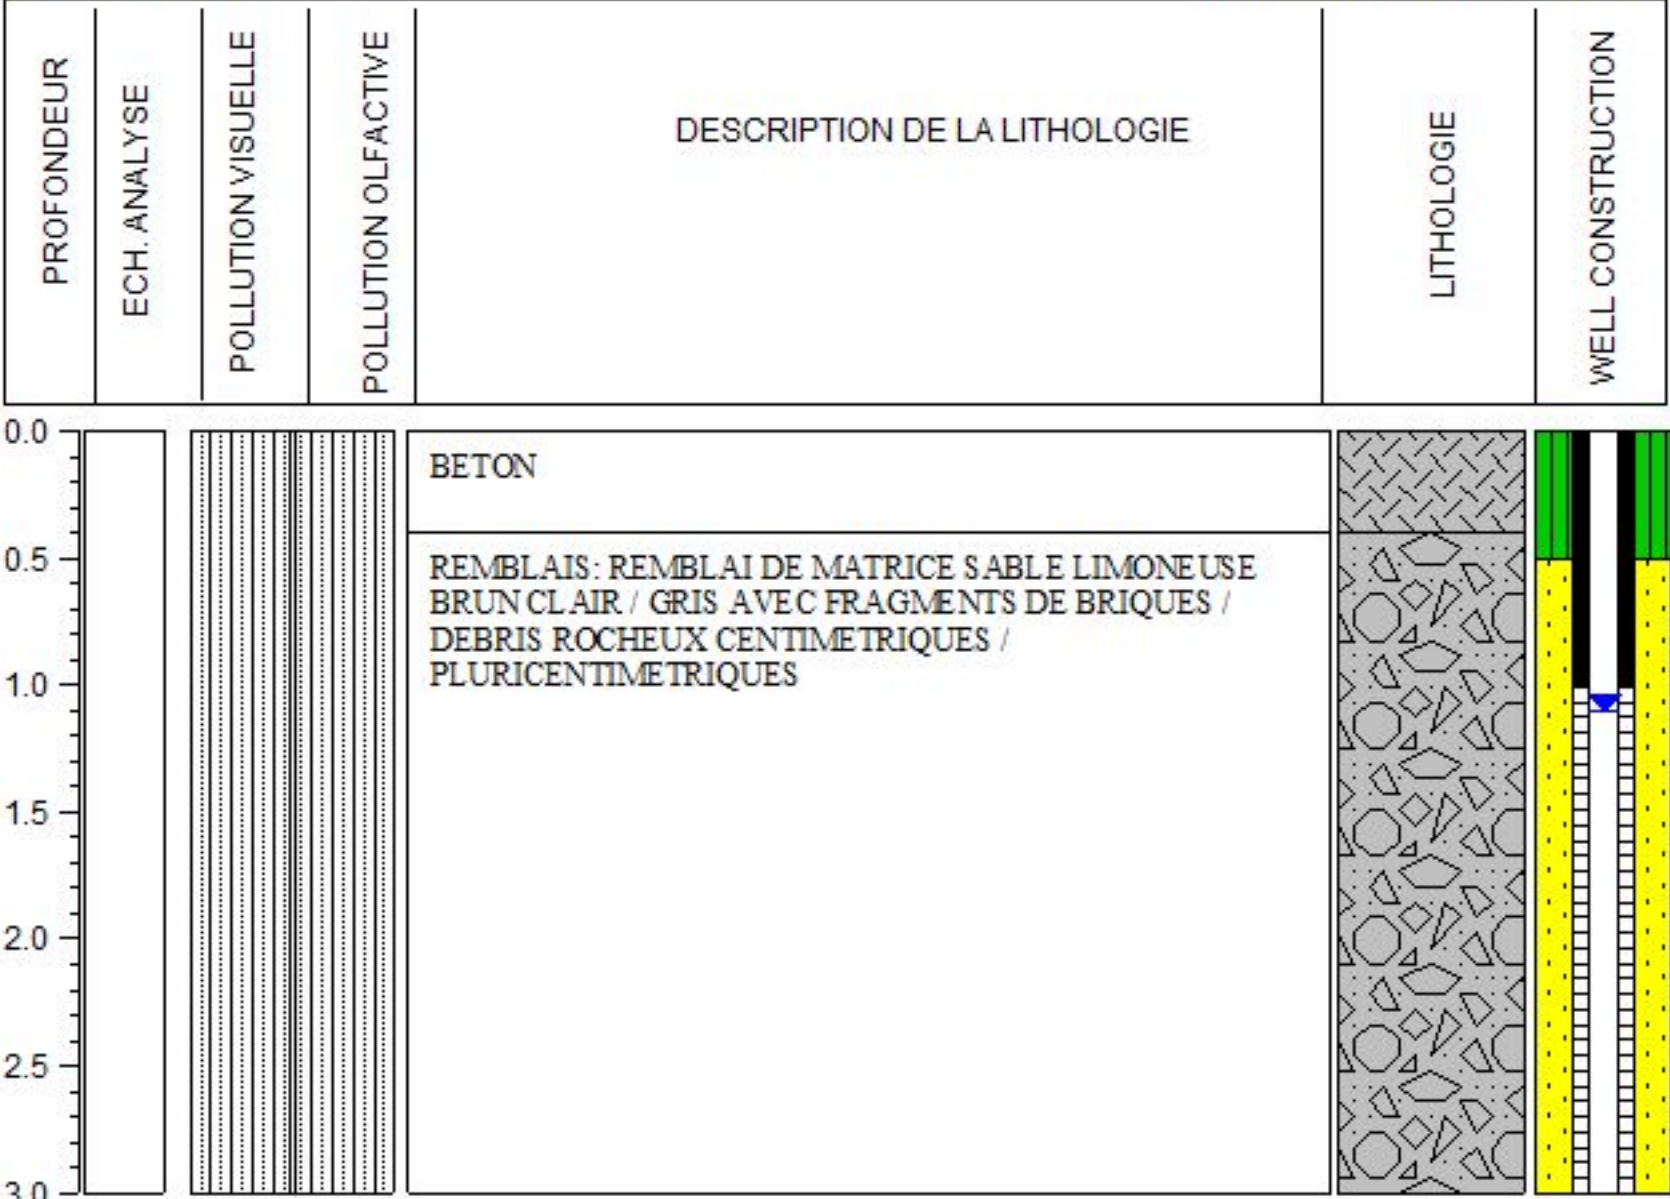 PROFONDEUR
ECH. ANALYSE
POLLUTION VISUELLE
POLLUTION OLFACTIVE
DESCRIPTION DE LA LITHOLOGIE
LITHOLOGIE
WELL CONSTRUCTION
0.0
BETON
0.5
REMBLAIS: REMBLAI DE MATRICE SABLE LIMONEUSE
BRUN CLAIR / GRIS AVEC FRAGMENTS DE BRIQUES /
DEBRIS ROCHEUX CENTIMETRIQUES /
PLURICENTIMETRIQUES
1.0
1.5
2.0
2.5
3.0